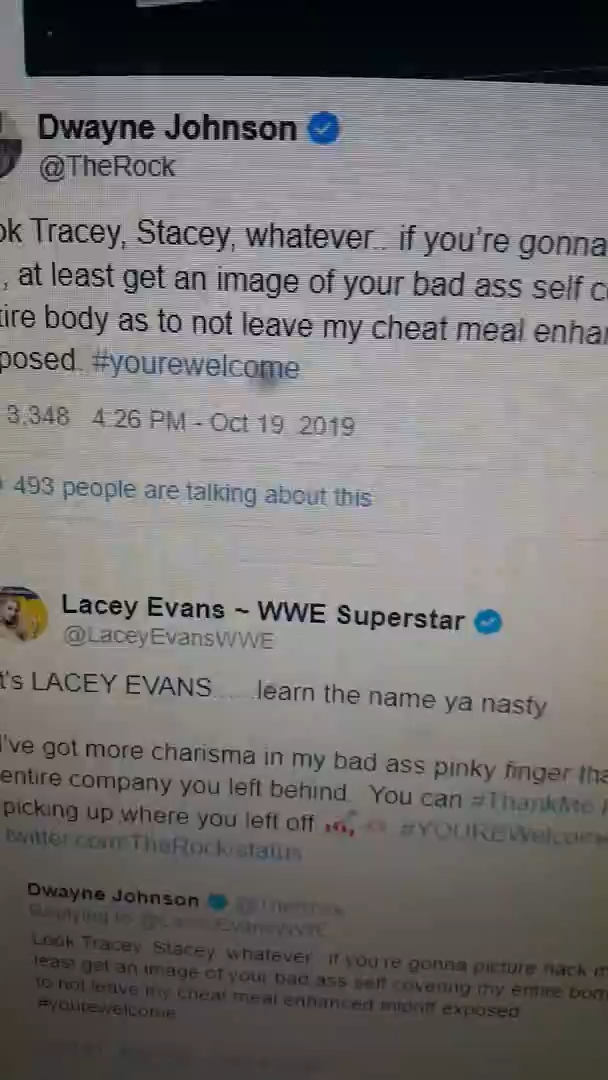 Dwayne Johnson
@TheRock
ok Tracey, Stacey, whatever.. if you're gonna
, at least get an image of your bad ass self c
tire body as to not leave my cheat meal enhan
posed. #yourewelcome
3,348 4:26 PM - Oct 19, 2019
493 people are talking about this
Lacey Evans ~ WWE Superstar
@LaceyEvansWWE
t's LACEY EVANS......learn the name ya nasty
I've got more charisma in my bad ass pinky finger tha
entire company you left behind. You can #ThankMe
picking up where you left off #YOUREWelcome
twitter.com/TheRock/status
Dwayne Johnson @TheRock
Replying to @LaceyEvansWWE
Look Tracey, Stacey, whatever.. if you're gonna picture hack m
least get an image of your bad ass self covering my entire bod
to not leave my cheat meal enhanced midriff exposed.
#yourewelcome